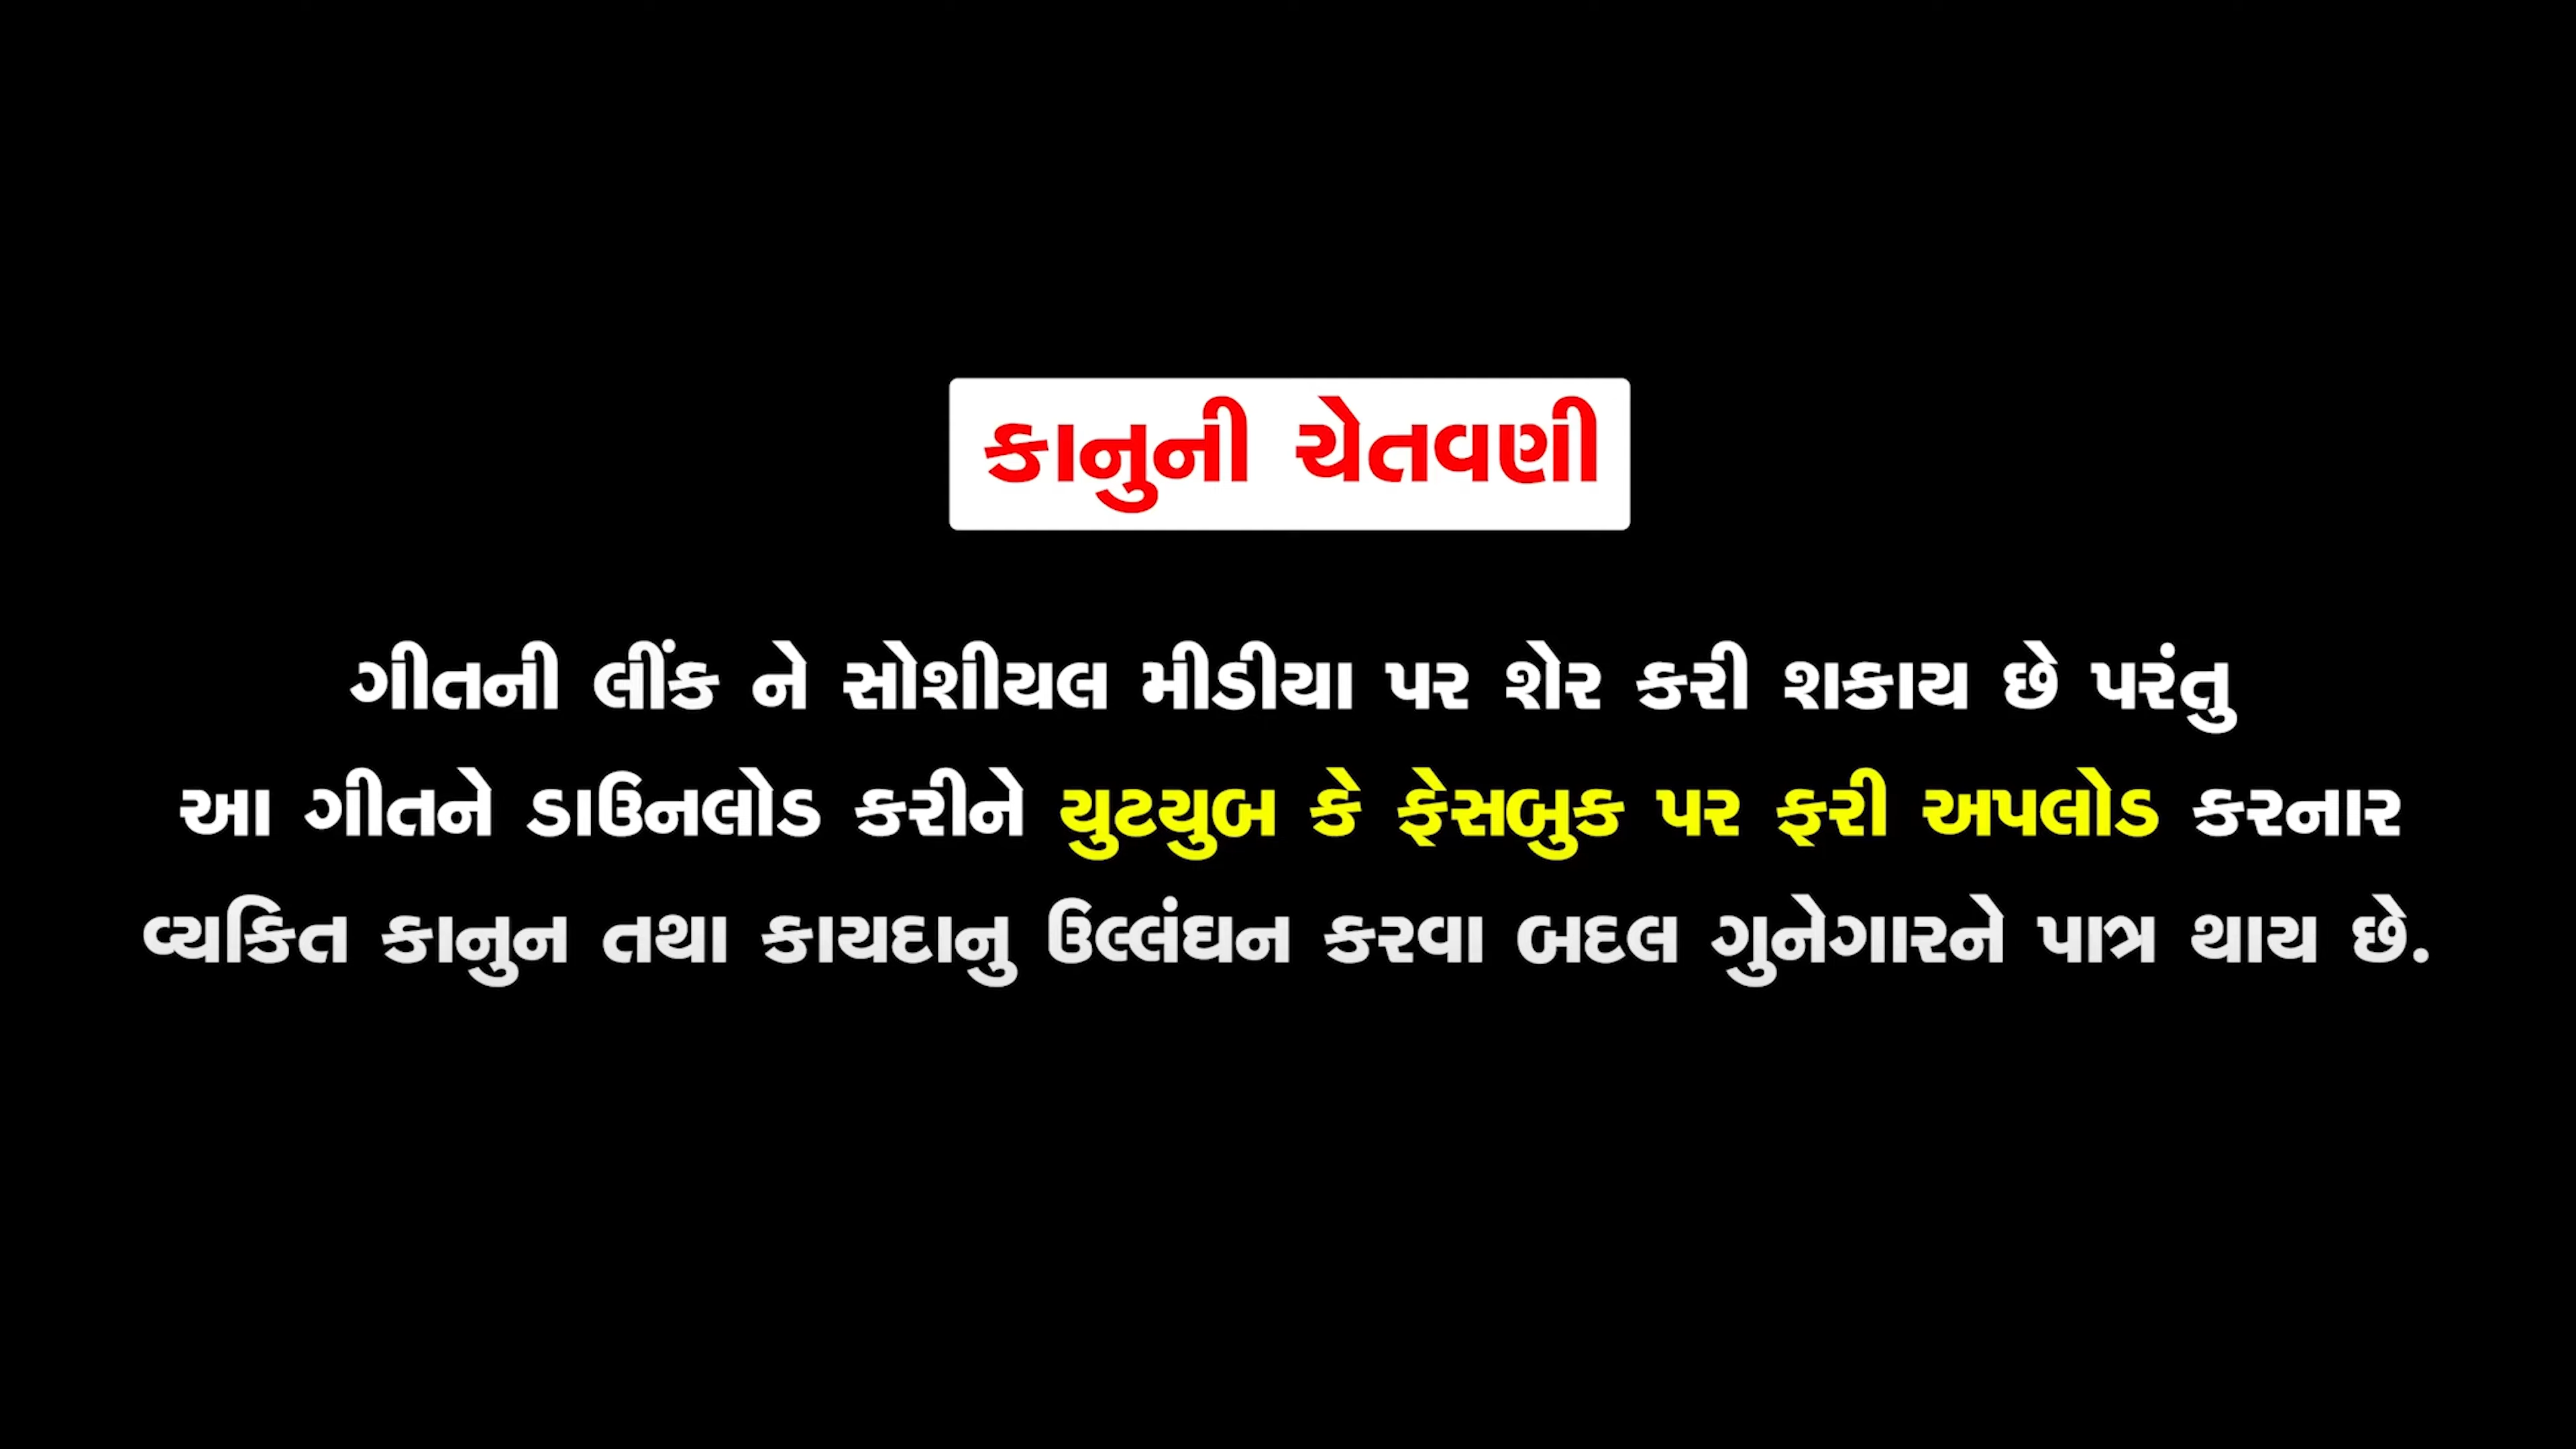 કાનુની ચેતવણી
ગીતની લીંક ને સોશીયલ મીડીયા પર શેર કરી શકાય છે પરંતુ
આ ગીતને ડાઉનલોડ કરીને યુટયુબ કે ફેસબુક પર ફરી અપલોડ કરનાર
વ્યકિત કાનુન તથા કાયદાનુ ઉલ્લંઘન કરવા બદલ ગુનેગારને પાત્ર થાય છે.